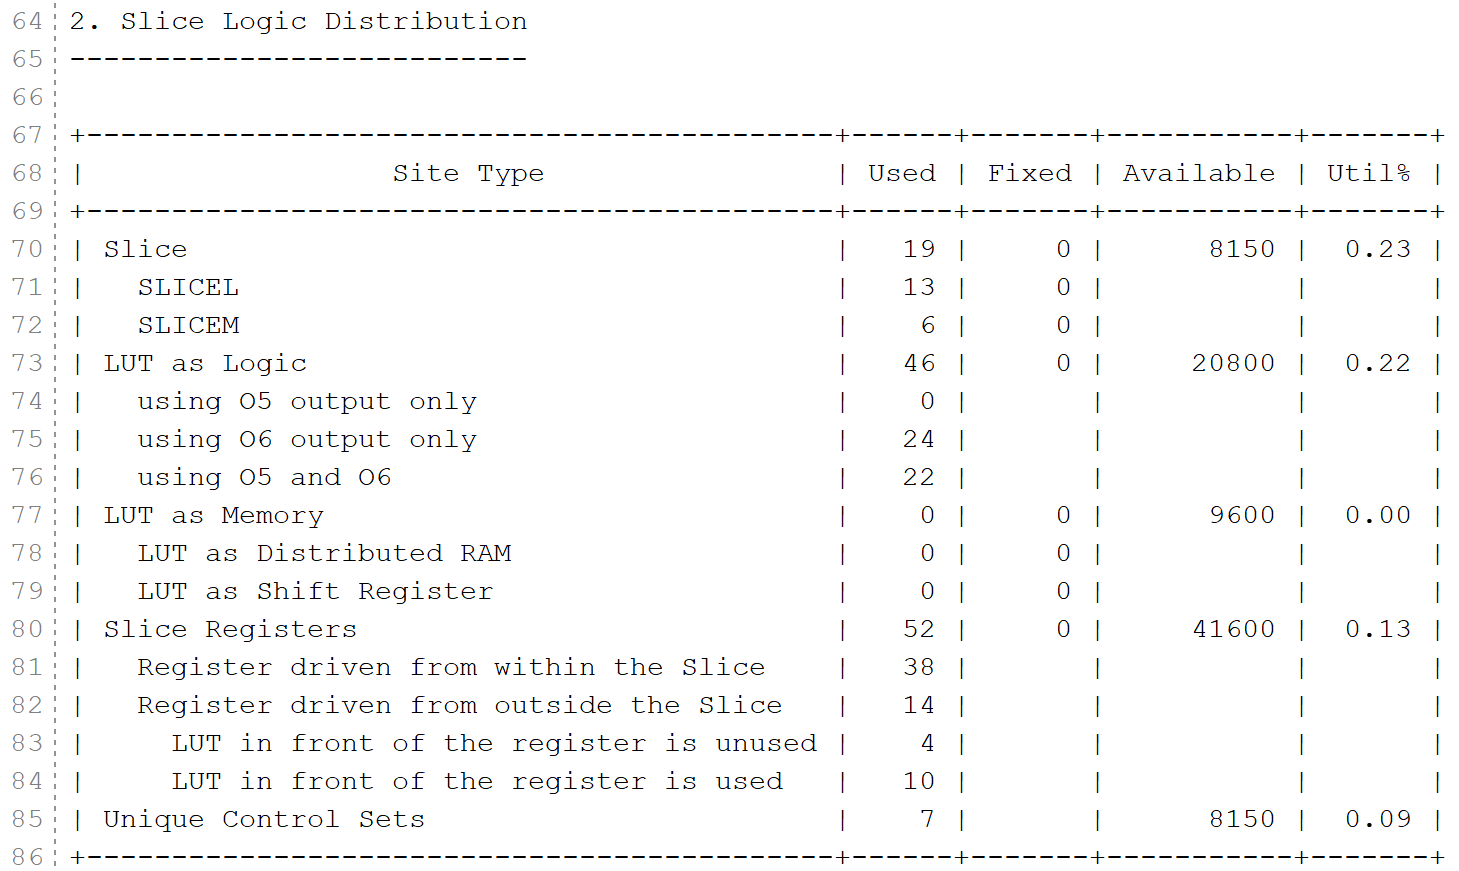 64 2. Slice Logic Distribution
65 ---------------------------
66
67 +--------------------------------------------+------+-------+-----------+-------+
68 |                  Site Type                 | Used | Fixed | Available | Util% |
69 +--------------------------------------------+------+-------+-----------+-------+
70 | Slice                                      |   19 |     0 |      8150 |  0.23 |
71 |   SLICEL                                   |   13 |     0 |           |       |
72 |   SLICEM                                   |    6 |     0 |           |       |
73 | LUT as Logic                               |   46 |     0 |     20800 |  0.22 |
74 |   using O5 output only                     |    0 |       |           |       |
75 |   using O6 output only                     |   24 |       |           |       |
76 |   using O5 and O6                          |   22 |       |           |       |
77 | LUT as Memory                              |    0 |     0 |      9600 |  0.00 |
78 |   LUT as Distributed RAM                   |    0 |     0 |           |       |
79 |   LUT as Shift Register                    |    0 |     0 |           |       |
80 | Slice Registers                            |   52 |     0 |     41600 |  0.13 |
81 |   Register driven from within the Slice    |   38 |       |           |       |
82 |   Register driven from outside the Slice   |   14 |       |           |       |
83 |     LUT in front of the register is unused |    4 |       |           |       |
84 |     LUT in front of the register is used   |   10 |       |           |       |
85 | Unique Control Sets                        |    7 |       |      8150 |  0.09 |
86 +--------------------------------------------+------+-------+-----------+-------+